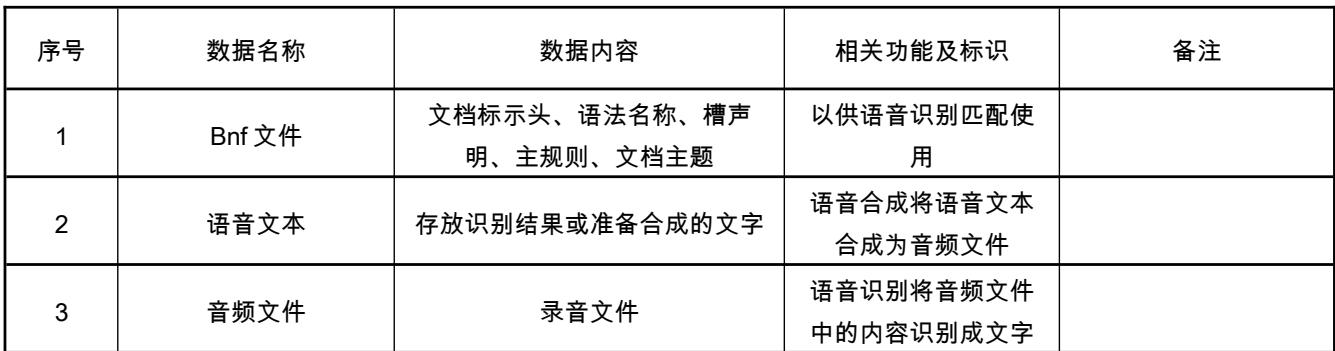 序号 数据名称 数据内容 相关功能及标识 备注
1 Bnf 文件 文档标示头、语法名称、槽声明、主规则、文档主题 以供语音识别匹配使用
2 语音文本 存放识别结果或准备合成的文字 语音合成将语音文本合成为音频文件
3 音频文件 录音文件 语音识别将音频文件中的内容识别成文字